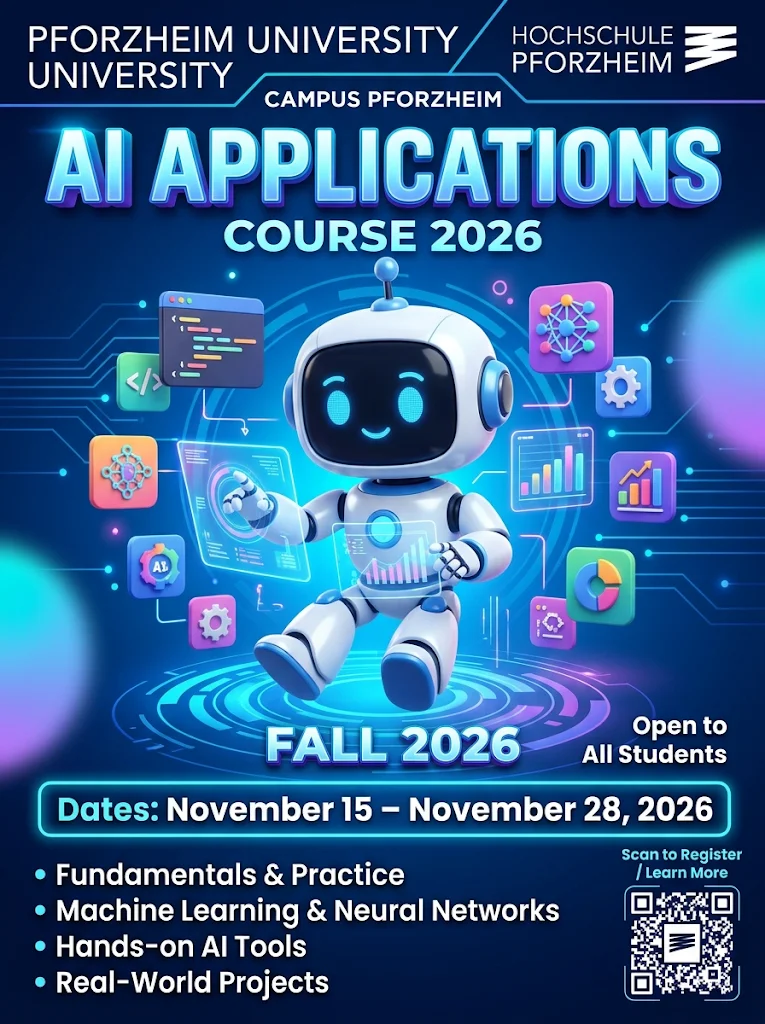 PFORZHEIM UNIVERSITY
UNIVERSITY
HOCHSCHULE
PFORZHEIM
CAMPUS PFORZHEIM
AI APPLICATIONS
COURSE 2026
</>
AI
FALL 2026
Open to
All Students
Dates: November 15 – November 28, 2026
• Fundamentals & Practice
• Machine Learning & Neural Networks
• Hands-on AI Tools
• Real-World Projects
Scan to Register
/ Learn More